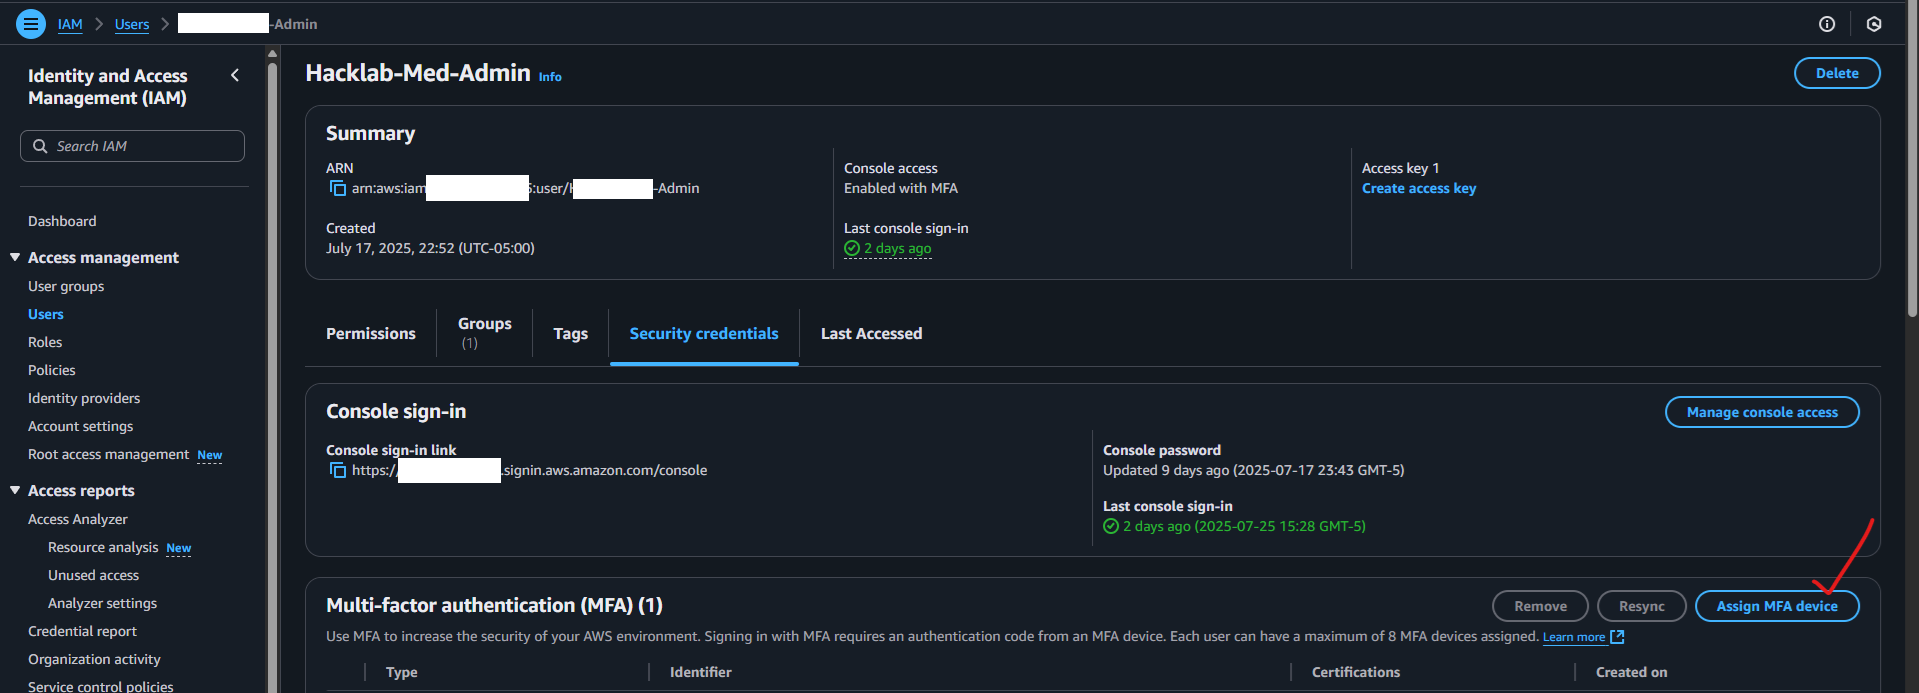 IAM > Users > -Admin
Identity and Access
Management (IAM)
Search IAM
Dashboard
Access management
User groups
Users
Roles
Policies
Identity providers
Account settings
Root access management New
Access reports
Access Analyzer
Resource analysis New
Unused access
Analyzer settings
Credential report
Organization activity
Service control policies
Hacklab-Med-Admin Info
Delete
Summary
ARN
arn:aws:iam :user/ -Admin
Created
July 17, 2025, 22:52 (UTC-05:00)
Console access
Enabled with MFA
Last console sign-in
2 days ago
Access key 1
Create access key
Permissions
Groups
(1)
Tags
Security credentials
Last Accessed
Console sign-in
Manage console access
Console sign-in link
https:/ .signin.aws.amazon.com/console
Console password
Updated 9 days ago (2025-07-17 23:43 GMT-5)
Last console sign-in
2 days ago (2025-07-25 15:28 GMT-5)
Multi-factor authentication (MFA) (1)
Remove
Resync
Assign MFA device
Use MFA to increase the security of your AWS environment. Signing in with MFA requires an authentication code from an MFA device. Each user can have a maximum of 8 MFA devices assigned. Learn more
Type
Identifier
Certifications
Created on